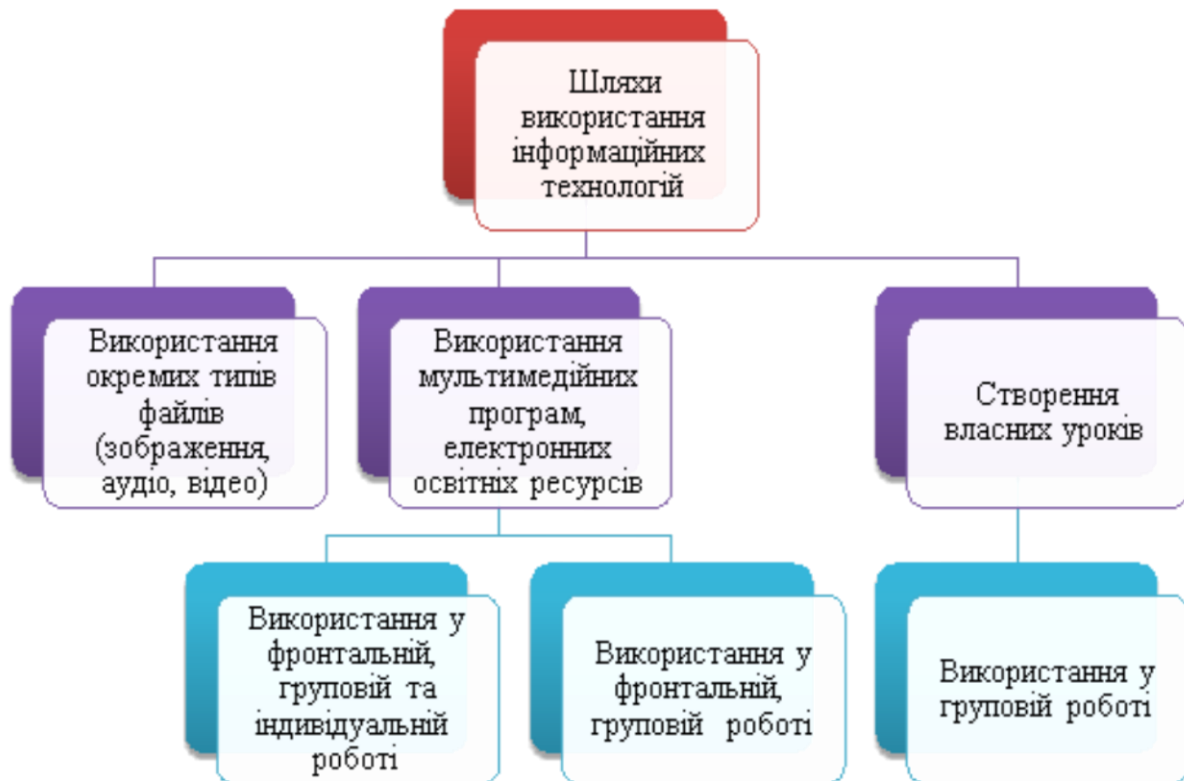 Шляхи
використання
інформаційних
технологій
Використання
окремих типів
файлів
(зображення,
аудіо, відео)
Використання
мультимедійних
програм,
електронних
освітніх ресурсів
Створення
власних уроків
Використання у
фронтальній,
груповій та
індивідуальній
роботі
Використання у
фронтальній,
груповій роботі
Використання у
груповій роботі